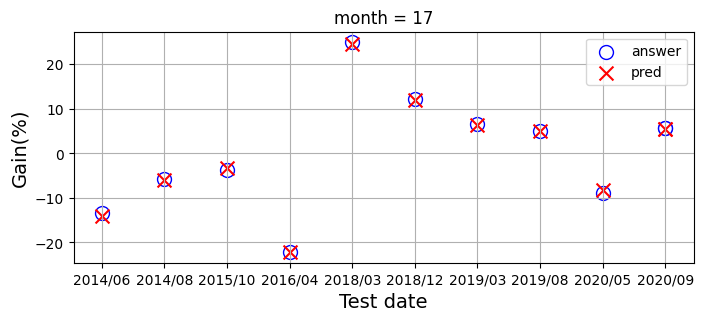 month = 17
answer
pred
Gain(%)
20
10
0
−10
−20
2014/06 2014/08 2015/10 2016/04 2018/03 2018/12 2019/03 2019/08 2020/05 2020/09
Test date